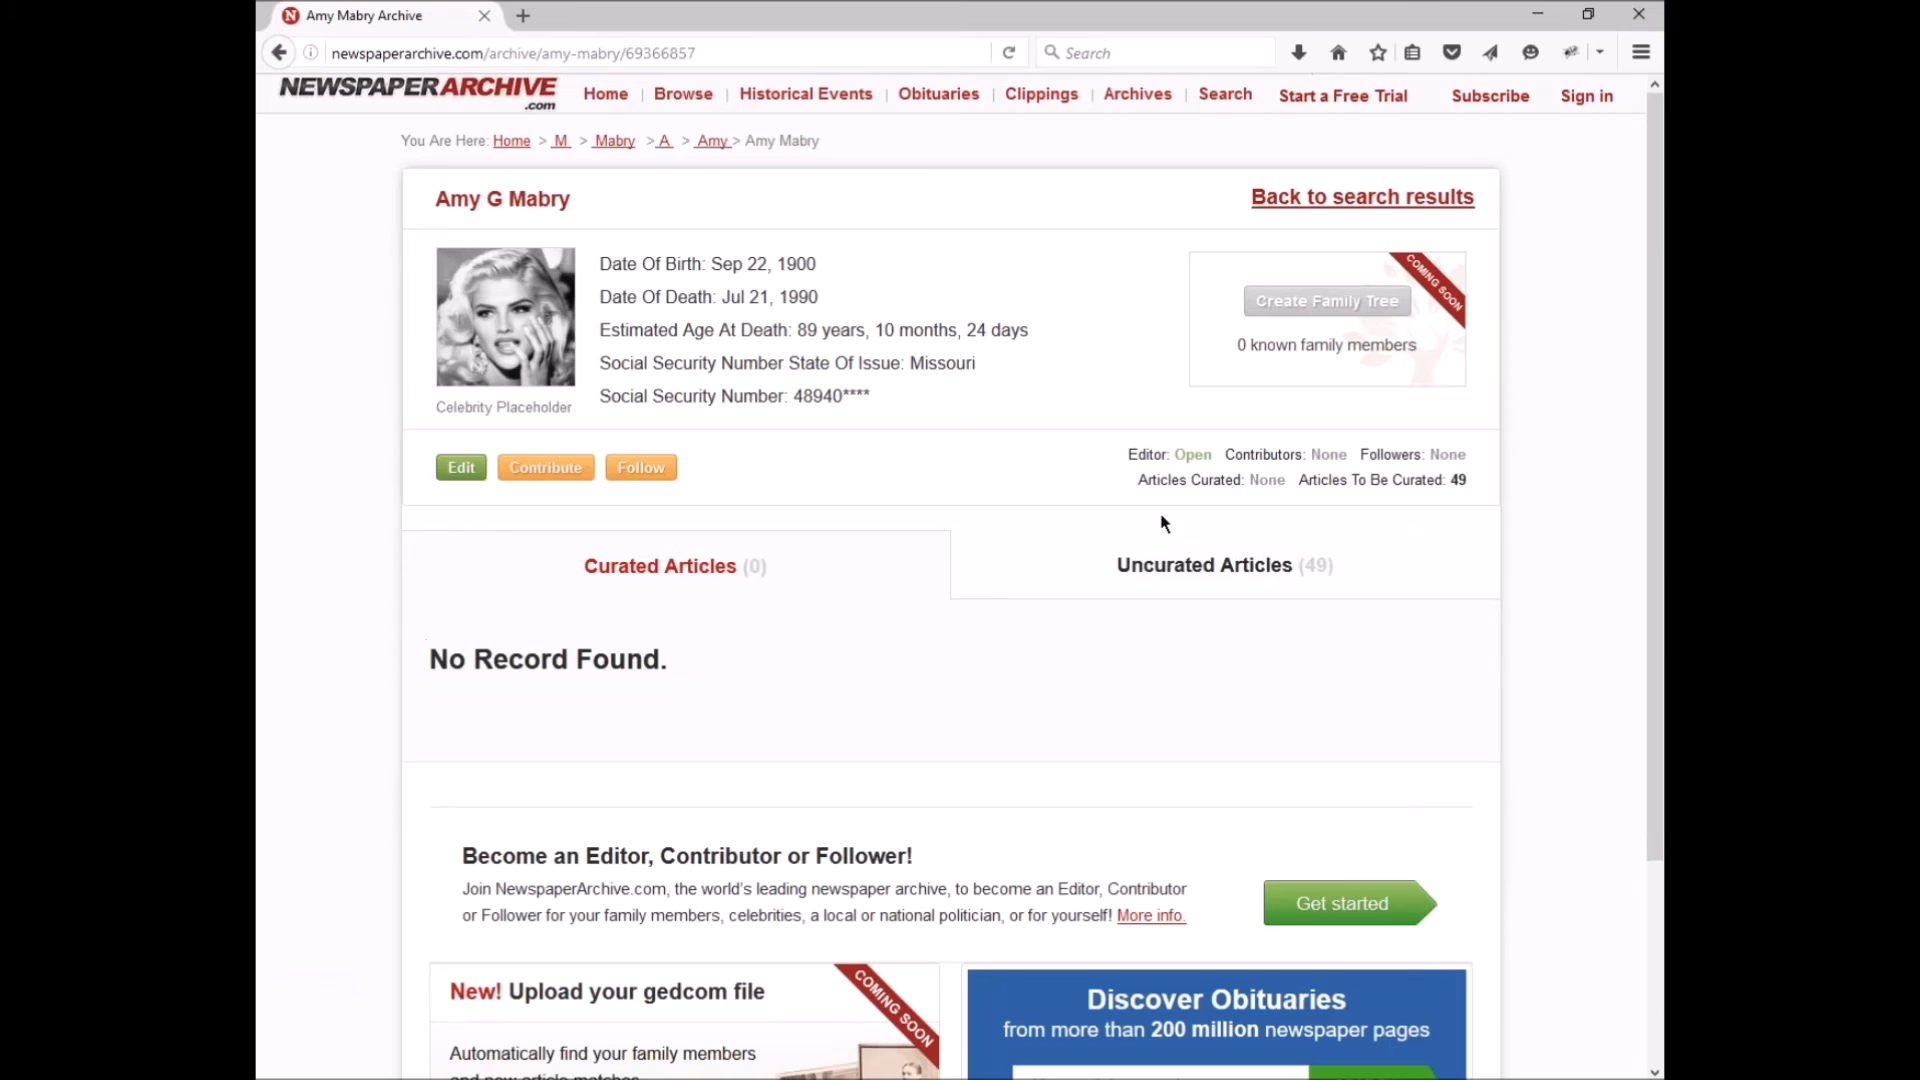 Amy Mabry Archive
newspaperarchive.com/archive/amy-mabry/69366857
Search
NEWSPAPERARCHIVE
.com
Home | Browse | Historical Events | Obituaries | Clippings | Archives | Search
Start a Free Trial
Subscribe
Sign in
You Are Here: Home > M > Mabry > A > Amy > Amy Mabry
Amy G Mabry
Back to search results
Date Of Birth: Sep 22, 1900
Date Of Death: Jul 21, 1990
Estimated Age At Death: 89 years, 10 months, 24 days
Social Security Number State Of Issue: Missouri
Social Security Number: 48940****
Celebrity Placeholder
COMING SOON
Create Family Tree
0 known family members
Edit
Contribute
Follow
Editor: Open Contributors: None Followers: None
Articles Curated: None Articles To Be Curated: 49
Curated Articles (0)
Uncurated Articles (49)
No Record Found.
Become an Editor, Contributor or Follower!
Join NewspaperArchive.com, the world's leading newspaper archive, to become an Editor, Contributor
or Follower for your family members, celebrities, a local or national politician, or for yourself! More info.
Get started
New! Upload your gedcom file
COMING SOON
Automatically find your family members
Discover Obituaries
from more than 200 million newspaper pages